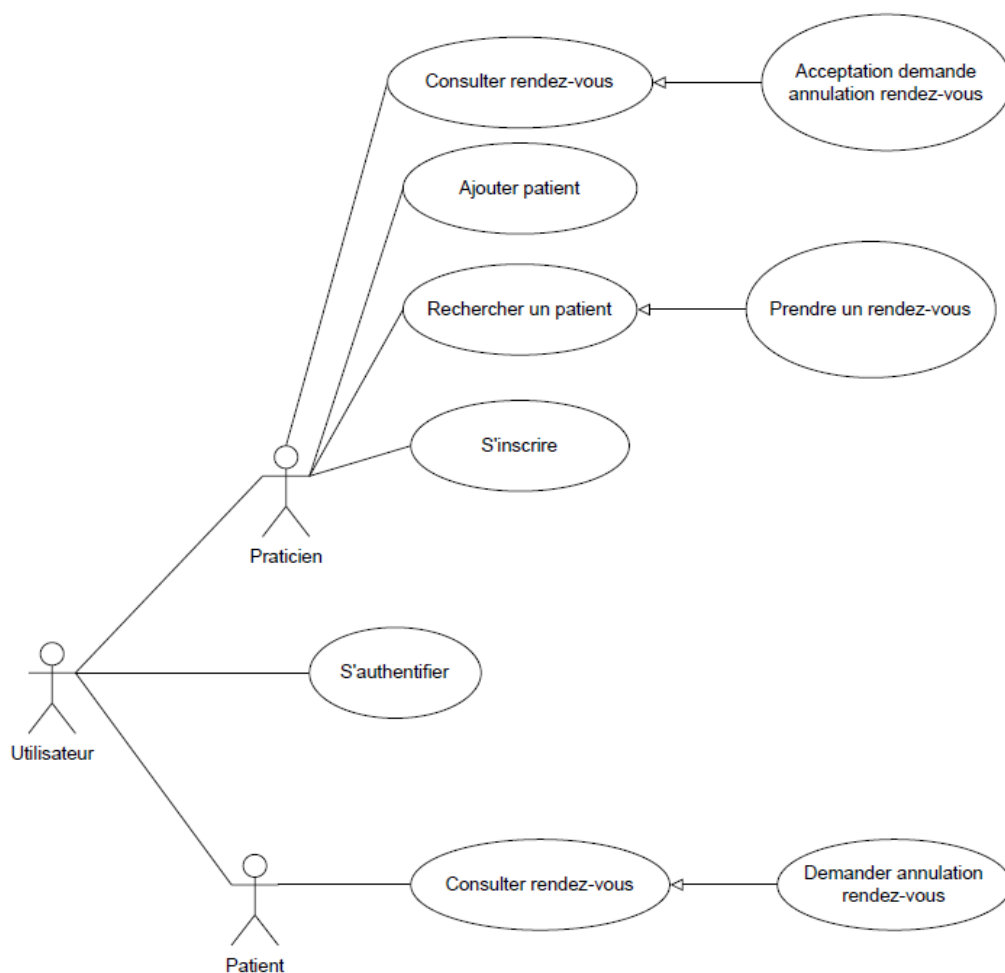 Consulter rendez-vous
Acceptation demande
annulation rendez-vous
Ajouter patient
Rechercher un patient
Prendre un rendez-vous
S'inscrire
Praticien
S'authentifier
Utilisateur
Consulter rendez-vous
Demander annulation
rendez-vous
Patient